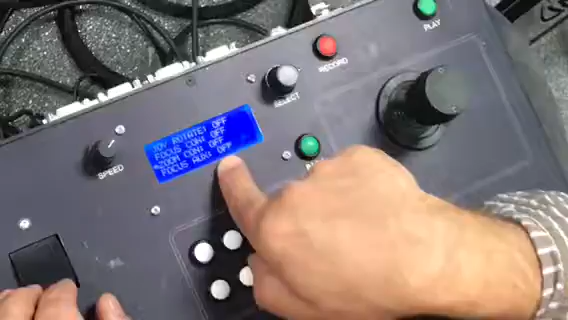 PLAY
RECORD
SELECT
JOY ROTATE: OFF
FOCUS CON: OFF
ZOOM CON: OFF
FOCUS AUX: OFF
SPEED